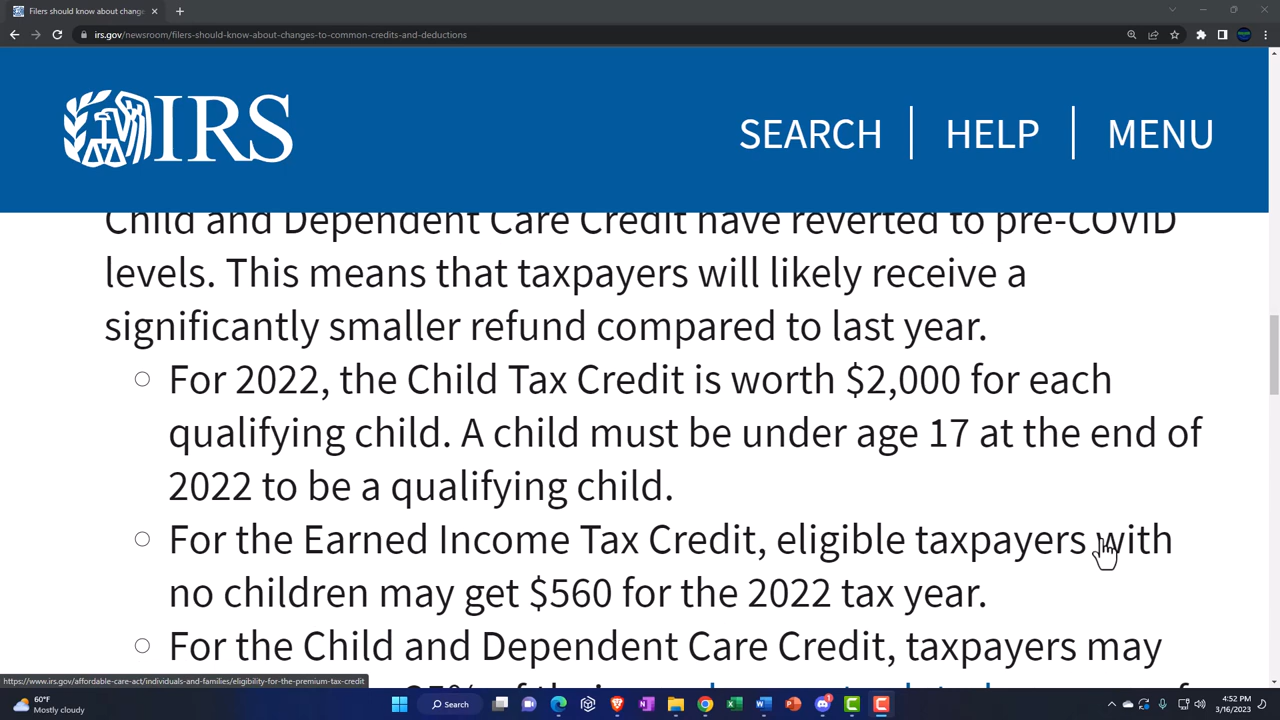 Filers should know about change
irs.gov/newsroom/filers-should-know-about-changes-to-common-credits-and-deductions
IRS
SEARCH
HELP
MENU
Child and Dependent Care Credit have reverted to pre-COVID
levels. This means that taxpayers will likely receive a
significantly smaller refund compared to last year.
For 2022, the Child Tax Credit is worth $2,000 for each
qualifying child. A child must be under age 17 at the end of
2022 to be a qualifying child.
For the Earned Income Tax Credit, eligible taxpayers with
no children may get $560 for the 2022 tax year.
For the Child and Dependent Care Credit, taxpayers may
https://www.irs.gov/affordable-care-act/individuals-and-families/eligibility-for-the-premium-tax-credit
60°F
Mostly cloudy
Search
4:52 PM
3/16/2023